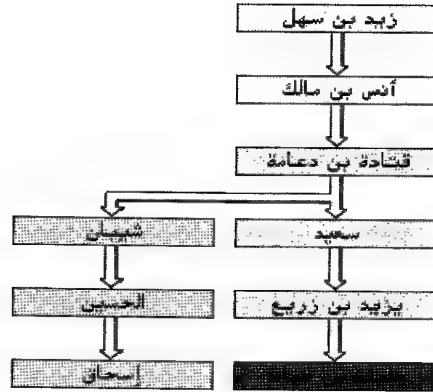 زيد بن سهل
أنس بن مالك
قتادة بن دعامة
سعيد
شيبان
يزيد بن زريع
الحسين
إسحاق